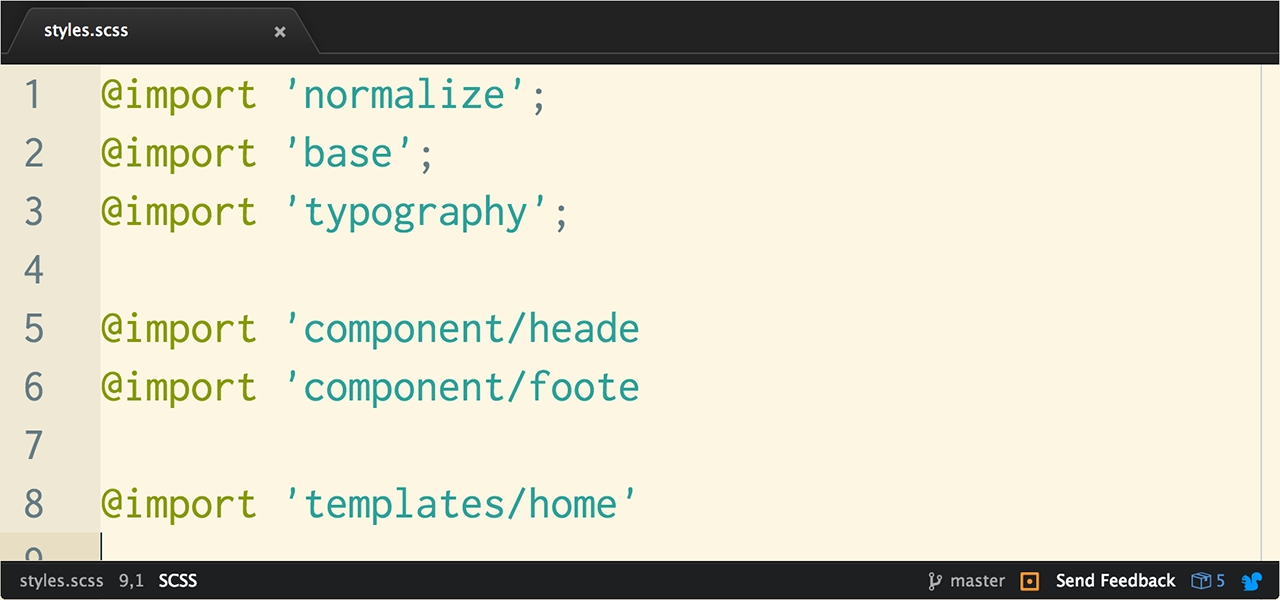 styles.scss ×
1 @import 'normalize';
2 @import 'base';
3 @import 'typography';
4
5 @import 'component/heade
6 @import 'component/foote
7
8 @import 'templates/home'
9
styles.scss 9,1 SCSS master Send Feedback 5